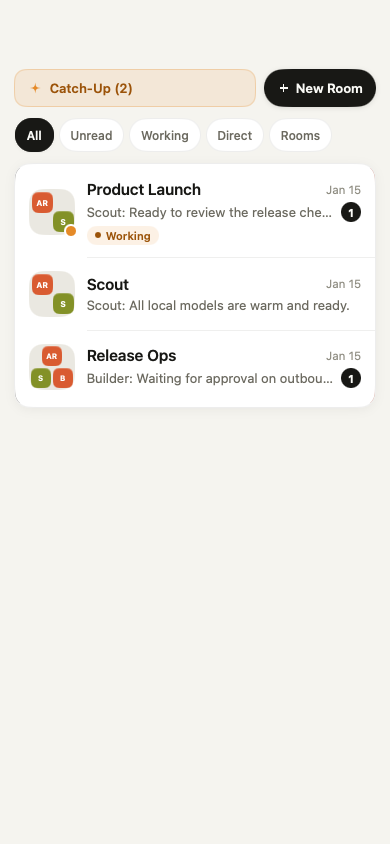 Catch-Up (2)
+ New Room
All
Unread
Working
Direct
Rooms
AR
S
Product Launch
Jan 15
Scout: Ready to review the release che...
1
Working
AR
S
Scout
Jan 15
Scout: All local models are warm and ready.
AR
S
B
Release Ops
Jan 15
Builder: Waiting for approval on outbou...
1